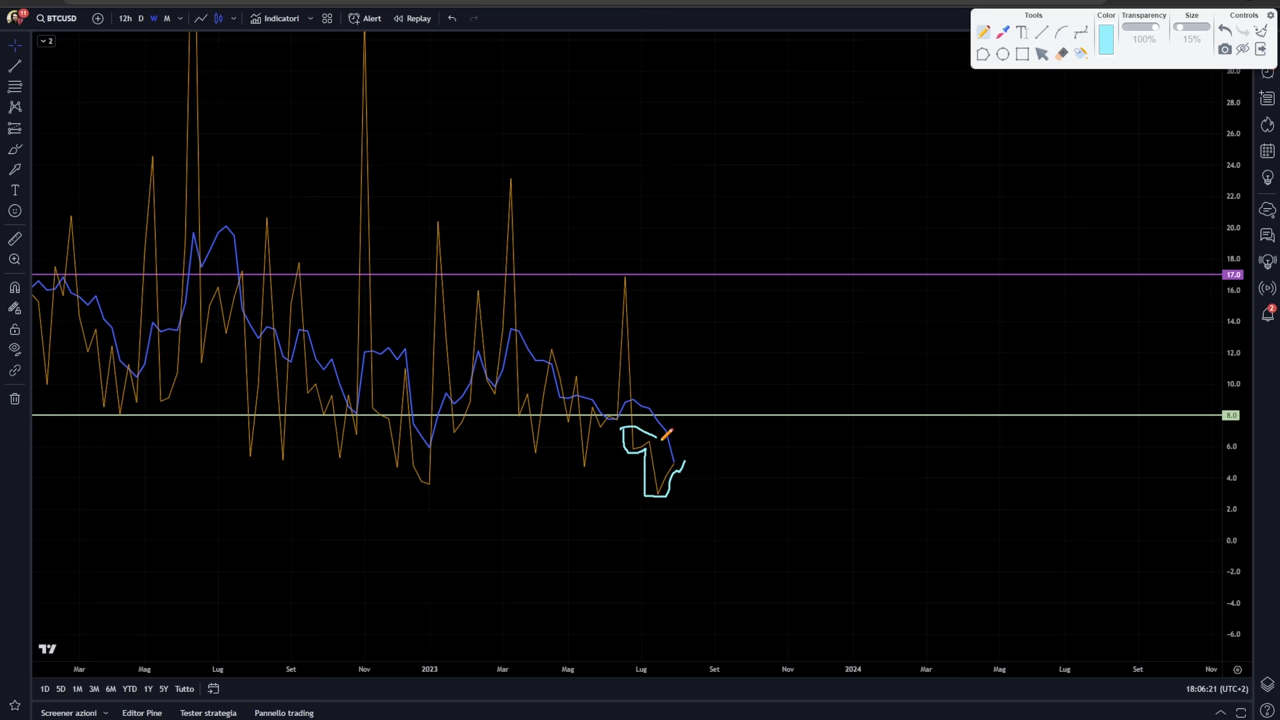 11
BTCUSD
12h D W M
Indicatori
Alert
Replay
Tools
Color
Transparency
Size
Controls
100%
15%
2
30.0
28.0
26.0
24.0
22.0
20.0
18.0
17.0
16.0
14.0
12.0
10.0
8.0
6.0
4.0
2.0
0.0
-2.0
-4.0
-6.0
2
Mar Mag Lug Set Nov 2023 Mar Mag Lug Set Nov 2024 Mar Mag Lug Set Nov
1D 5D 1M 3M 6M YTD 1Y 5Y Tutto
18:06:21 (UTC+2)
Screener azioni Editor Pine Tester strategia Pannello trading